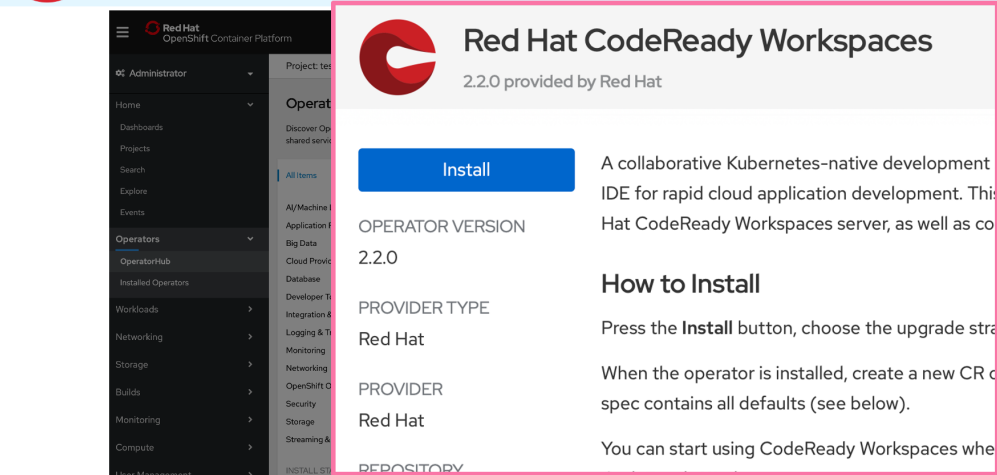 Red Hat
OpenShift Container Platform
Administrator
Home
Dashboards
Projects
Search
Explore
Events
Operators
OperatorHub
Installed Operators
Workloads
Networking
Storage
Builds
Monitoring
Compute
User Management
Project: tes
Operat
Discover Op
shared servic
All Items
AI/Machine
Application
Big Data
Cloud Provic
Database
Developer
Integration &
Logging &
Monitoring
Networking
OpenShift
Security
Storage
Streaming &
INSTALL
Red Hat CodeReady Workspaces
2.2.0 provided by Red Hat
Install
OPERATOR VERSION
2.2.0
PROVIDER TYPE
Red Hat
PROVIDER
Red Hat
REPOSITORY
A collaborative Kubernetes-native development
IDE for rapid cloud application development. This
Hat CodeReady Workspaces server, as well as co
How to Install
Press the Install button, choose the upgrade stra
When the operator is installed, create a new CR
spec contains all defaults (see below).
You can start using CodeReady Workspaces whe